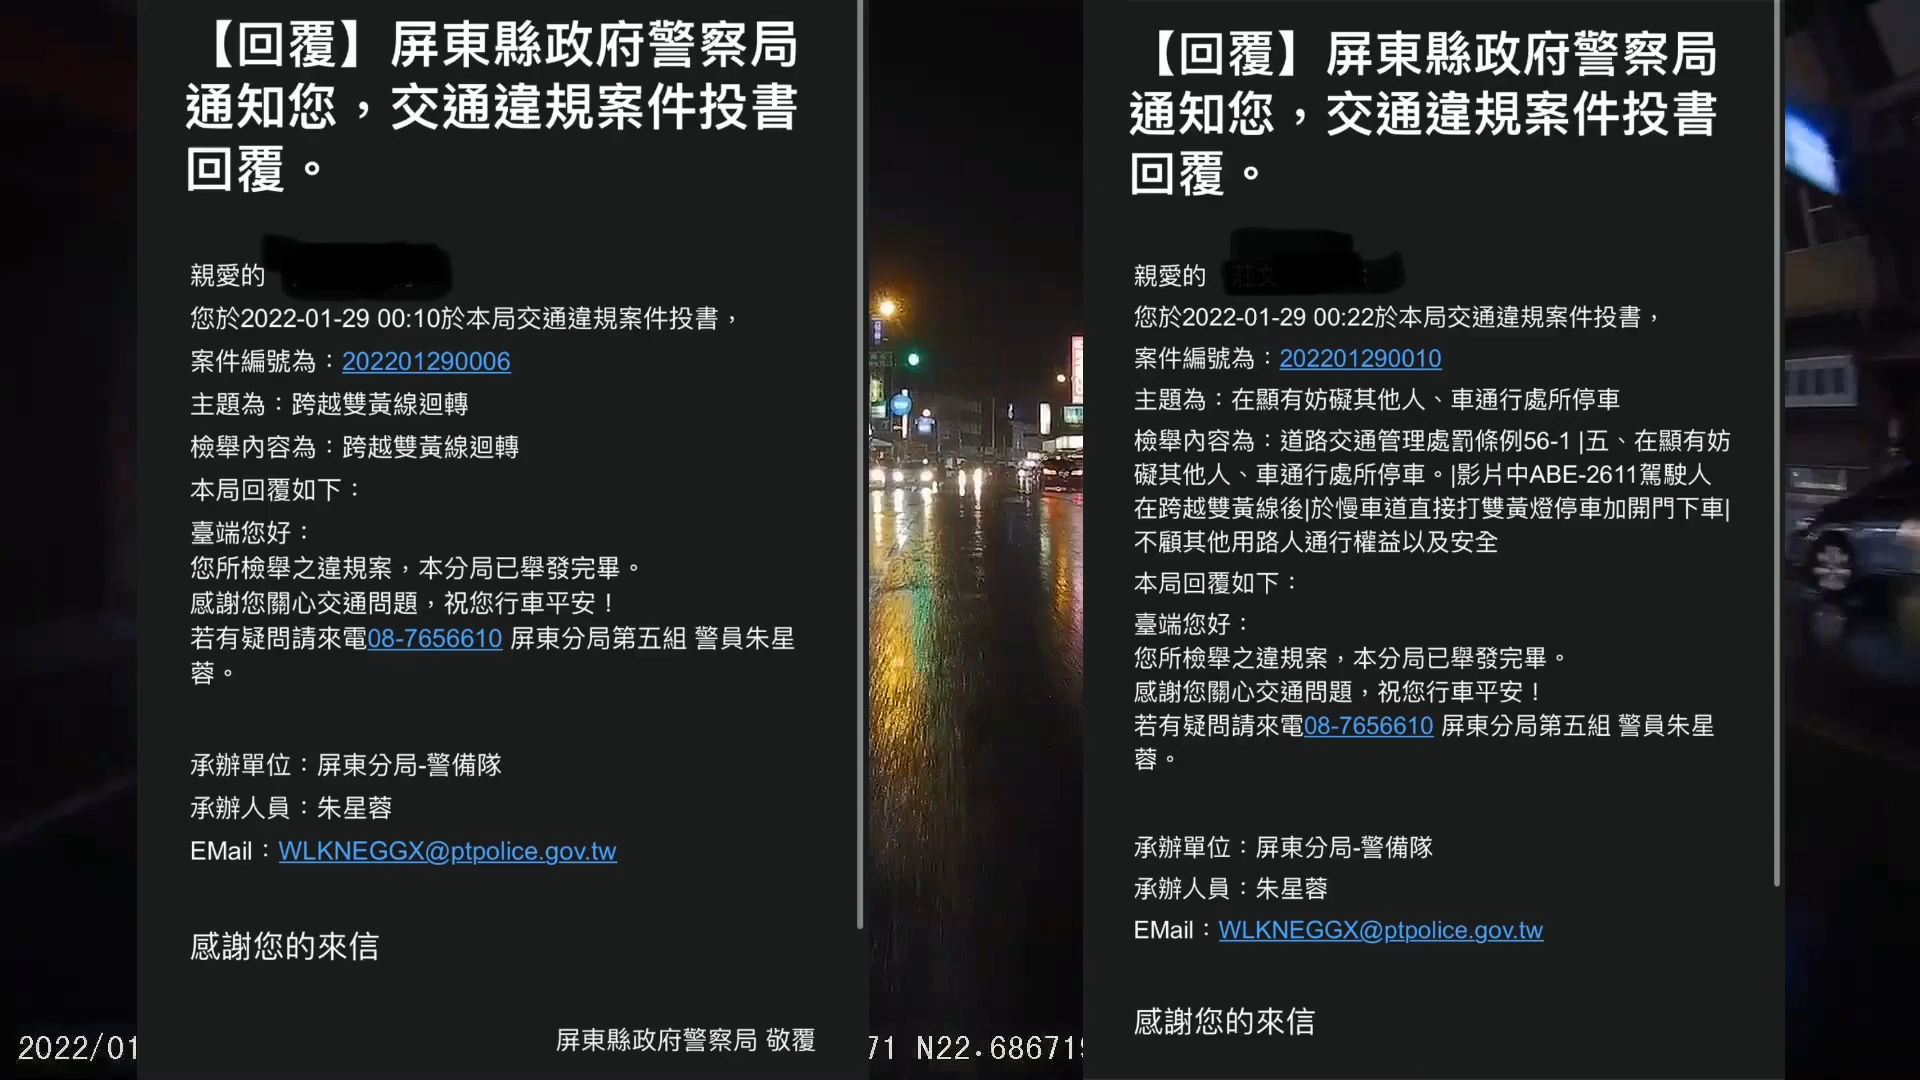 【回覆】屏東縣政府警察局
通知您，交通違規案件投書
回覆。
親愛的
您於2022-01-29 00:10於本局交通違規案件投書，
案件編號為：202201290006
主題為：跨越雙黃線迴轉
檢舉內容為：跨越雙黃線迴轉
本局回覆如下：
臺端您好：
您所檢舉之違規案，本分局已舉發完畢。
感謝您關心交通問題，祝您行車平安！
若有疑問請來電08-7656610 屏東分局第五組 警員朱星
蓉。
承辦單位：屏東分局-警備隊
承辦人員：朱星蓉
EMail：WLKNEGGX@ptpolice.gov.tw
感謝您的來信
屏東縣政府警察局 敬覆
【回覆】屏東縣政府警察局
通知您，交通違規案件投書
回覆。
親愛的
您於2022-01-29 00:22於本局交通違規案件投書，
案件編號為：202201290010
主題為：在顯有妨礙其他人、車通行處所停車
檢舉內容為：道路交通管理處罰條例56-1 |五、在顯有妨
礙其他人、車通行處所停車。|影片中ABE-2611駕駛人
在跨越雙黃線後|於慢車道直接打雙黃燈停車加開門下車|
不顧其他用路人通行權益以及安全
本局回覆如下：
臺端您好：
您所檢舉之違規案，本分局已舉發完畢。
感謝您關心交通問題，祝您行車平安！
若有疑問請來電08-7656610 屏東分局第五組 警員朱星
蓉。
承辦單位：屏東分局-警備隊
承辦人員：朱星蓉
EMail：WLKNEGGX@ptpolice.gov.tw
感謝您的來信
2022/01
71 N22.68671